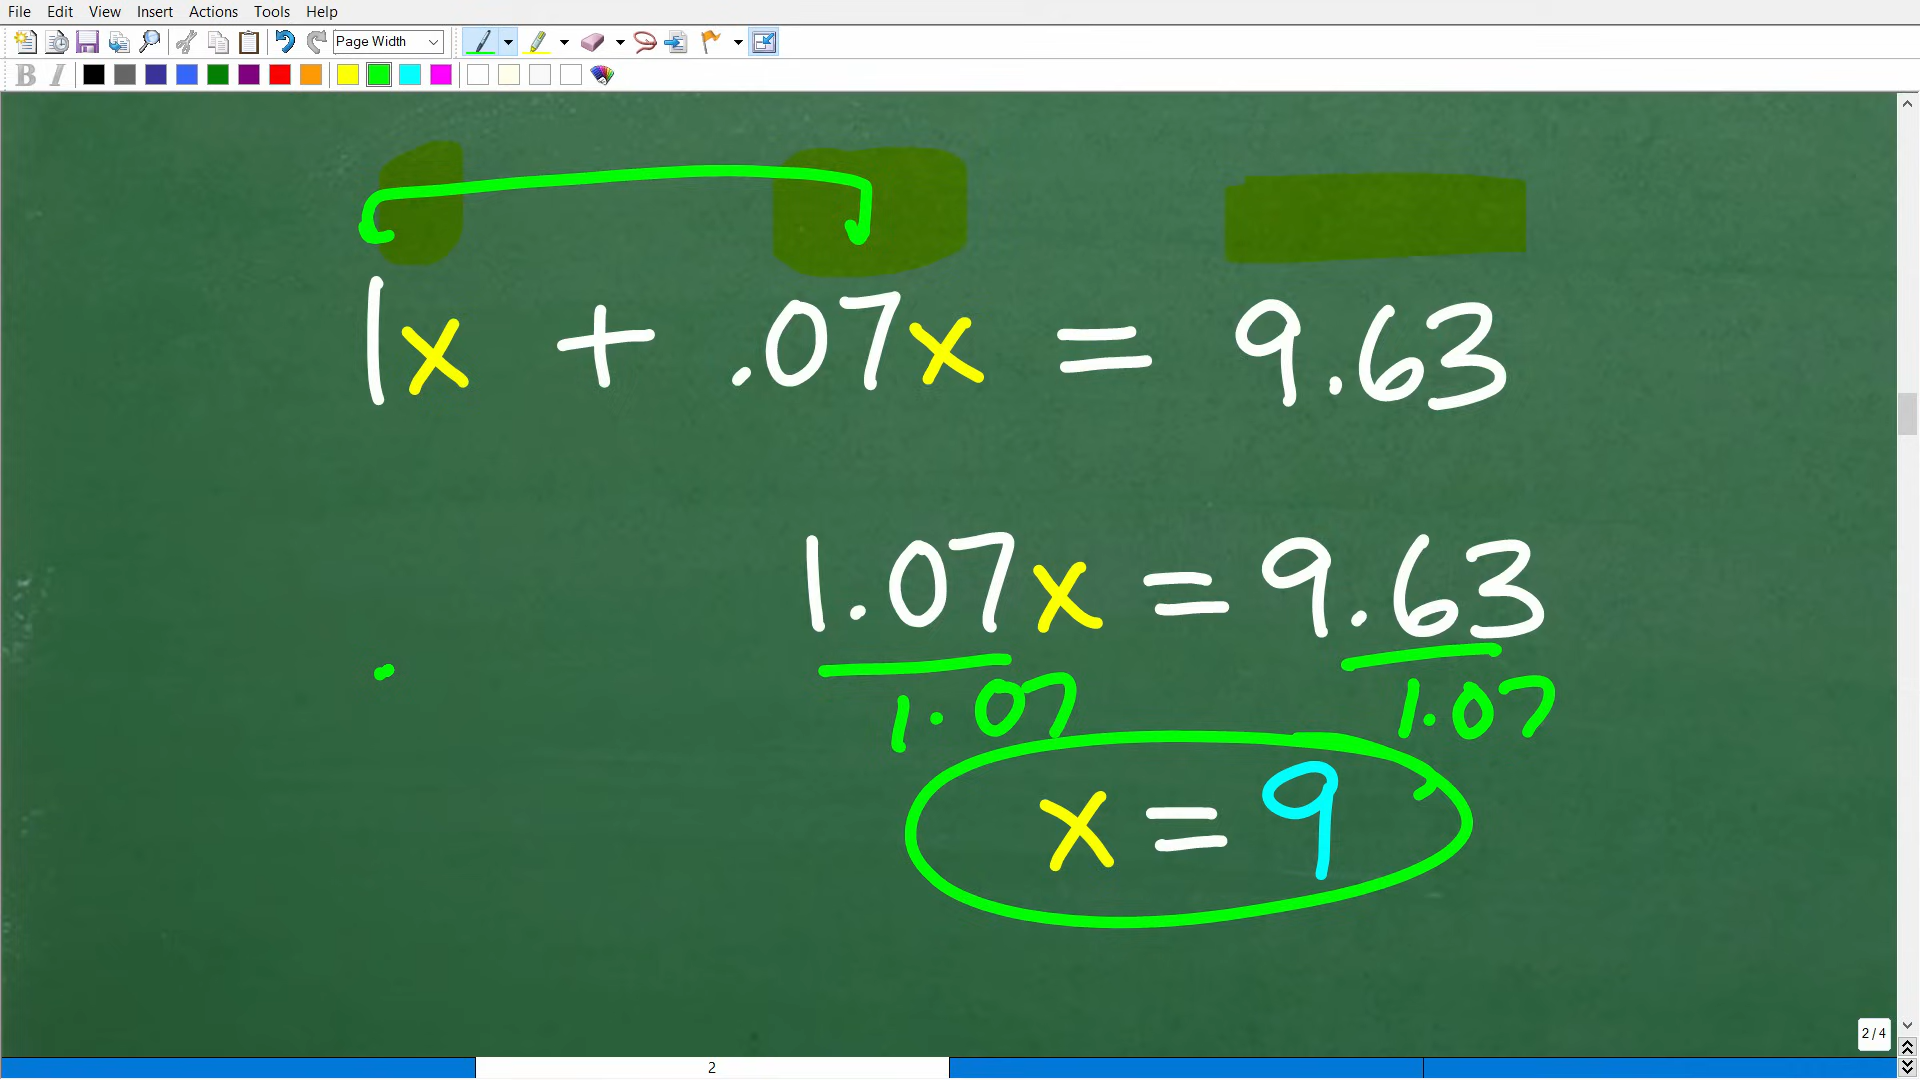 File Edit View Insert Actions Tools Help
Page Width
B I
1x + .07x = 9.63
1.07x = 9.63
1.07 1.07
x = 9
2 / 4
2